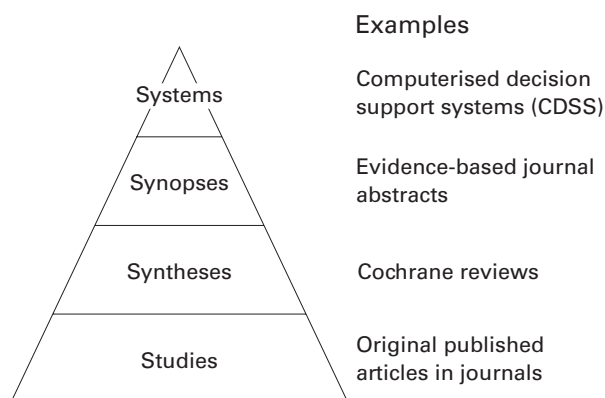 Examples
Systems
Computerised decision
support systems (CDSS)
Synopses
Evidence-based journal
abstracts
Syntheses
Cochrane reviews
Studies
Original published
articles in journals